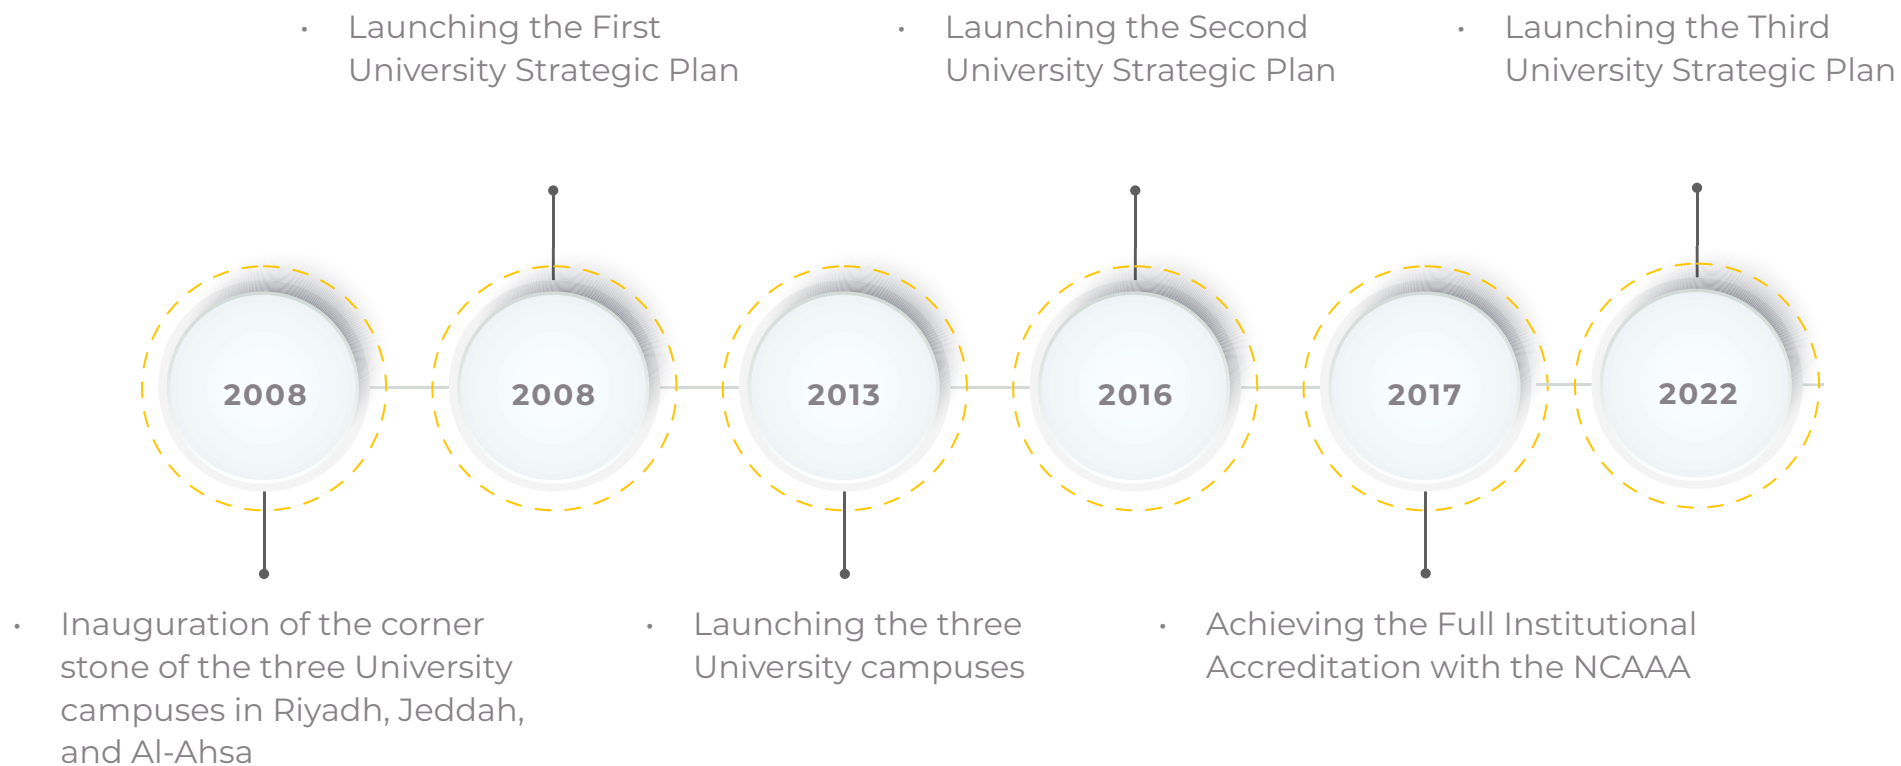 • Launching the First
University Strategic Plan
• Launching the Second
University Strategic Plan
• Launching the Third
University Strategic Plan
2008
2008
2013
2016
2017
2022
• Inauguration of the corner
stone of the three University
campuses in Riyadh, Jeddah,
and Al-Ahsa
• Launching the three
University campuses
• Achieving the Full Institutional
Accreditation with the NCAAA